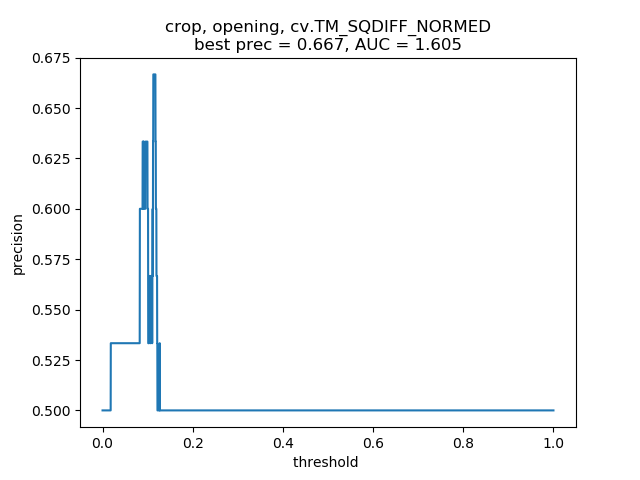 crop, opening, cv.TM_SQDIFF_NORMED
best prec = 0.667, AUC = 1.605
0.675
0.650
0.625
0.600
0.575
0.550
0.525
0.500
precision
0.0 0.2 0.4 0.6 0.8 1.0
threshold